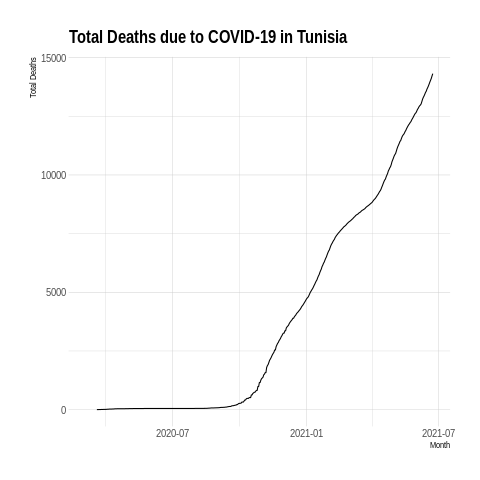 Total Deaths due to COVID-19 in Tunisia
Total Deaths
15000
10000
5000
0
2020-07
2021-01
2021-07
Month